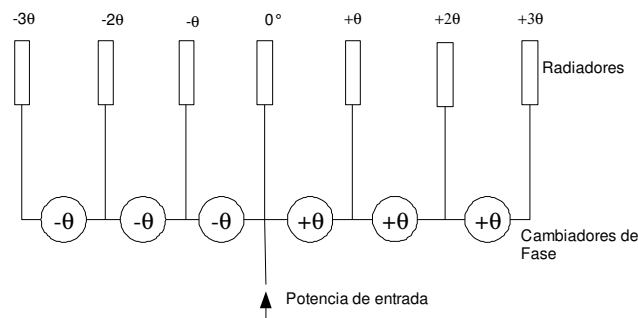 -3θ -2θ -θ 0° +θ +2θ +3θ
Radiadores
-θ -θ -θ +θ +θ +θ
Cambiadores de
Fase
Potencia de entrada